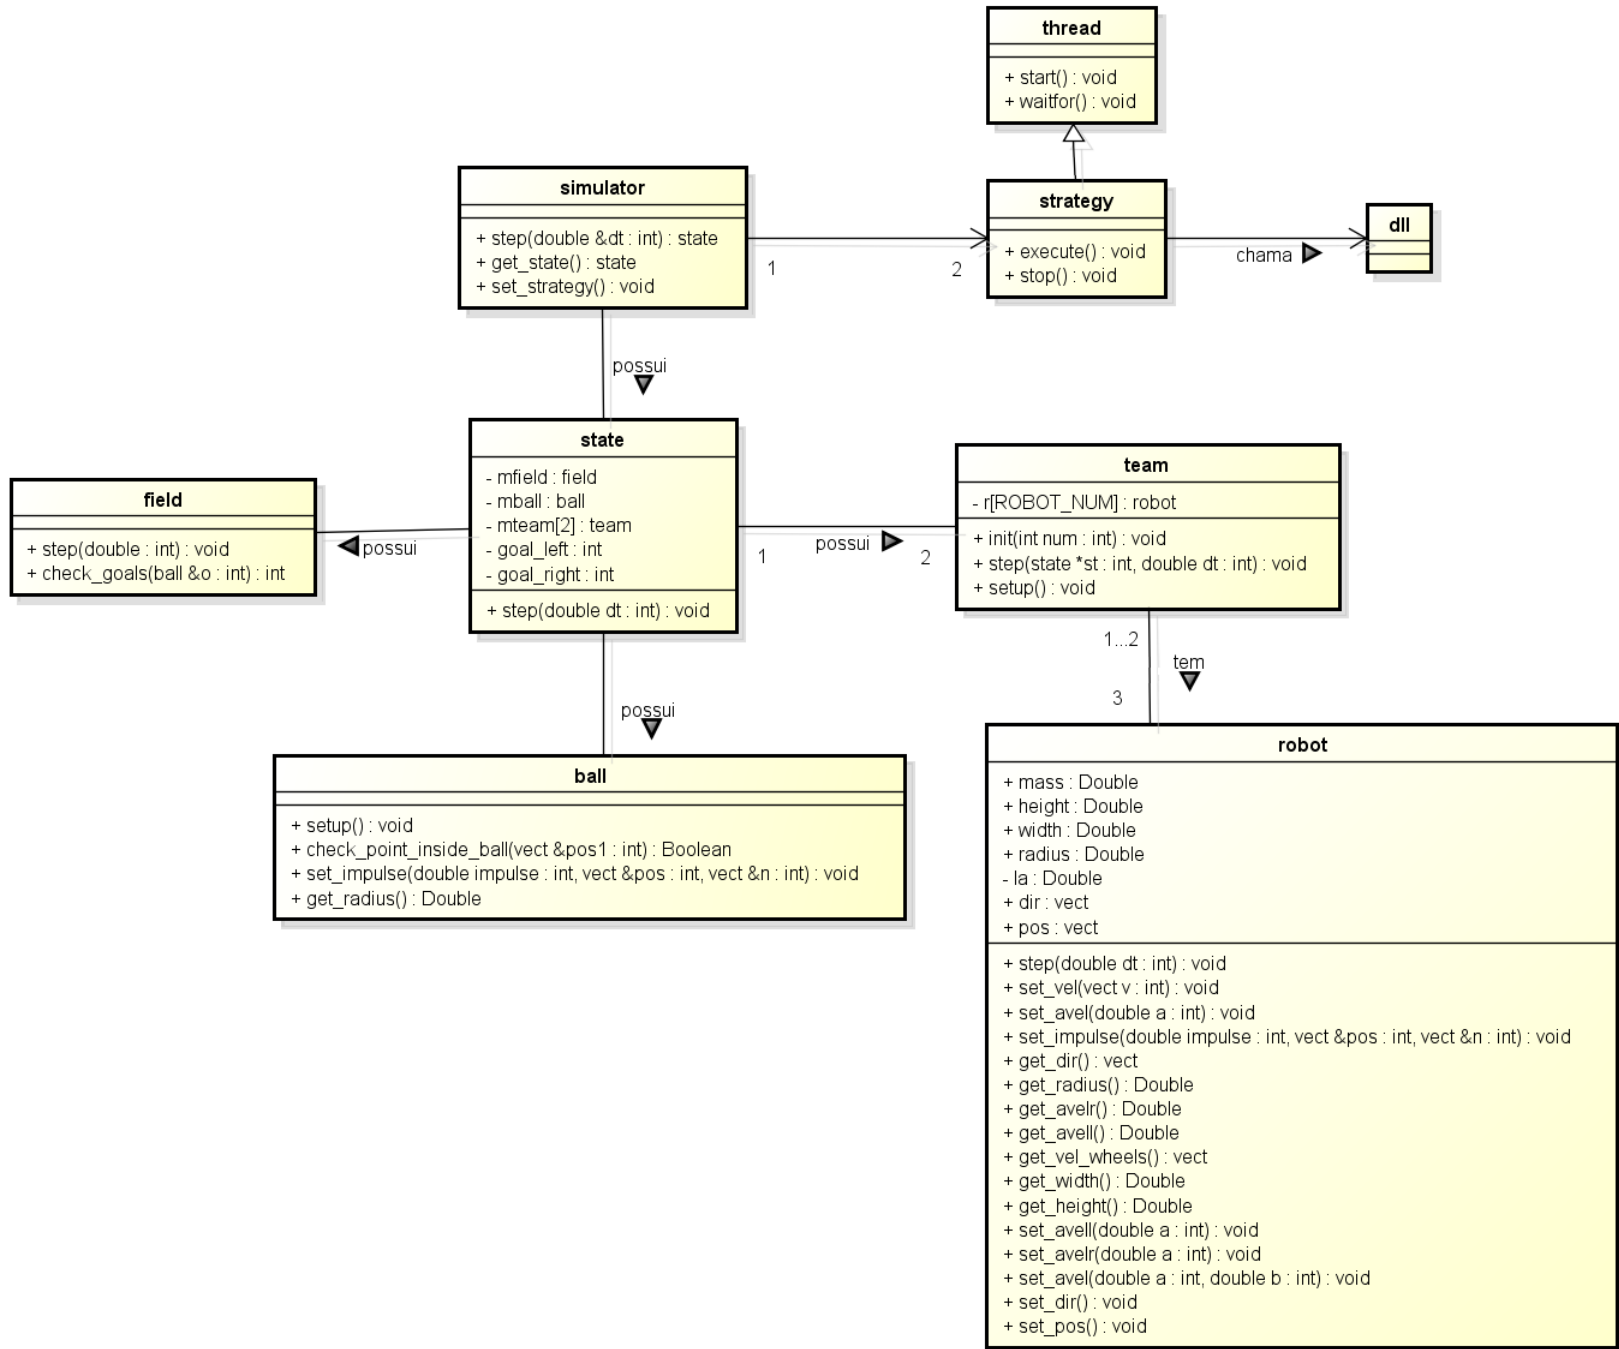 thread
+ start() : void
+ waitfor() : void
simulator
+ step(double &dt : int) : state
+ get_state() : state
+ set_strategy() : void
1
2
strategy
+ execute() : void
+ stop() : void
chama
dll
possui
state
- mfield : field
- mball : ball
- mteam[2] : team
- goal_left : int
- goal_right : int
+ step(double dt : int) : void
field
+ step(double : int) : void
+ check_goals(ball &o : int) : int
possui
1
possui
2
team
- r[ROBOT_NUM] : robot
+ init(int num : int) : void
+ step(state *st : int, double dt : int) : void
+ setup() : void
1...2
tem
3
possui
ball
+ setup() : void
+ check_point_inside_ball(vect &pos1 : int) : Boolean
+ set_impulse(double impulse : int, vect &pos : int, vect &n : int) : void
+ get_radius() : Double
robot
+ mass : Double
+ height : Double
+ width : Double
+ radius : Double
- la : Double
+ dir : vect
+ pos : vect
+ step(double dt : int) : void
+ set_vel(vect v : int) : void
+ set_avel(double a : int) : void
+ set_impulse(double impulse : int, vect &pos : int, vect &n : int) : void
+ get_dir() : vect
+ get_radius() : Double
+ get_avelr() : Double
+ get_avell() : Double
+ get_vel_wheels() : vect
+ get_width() : Double
+ get_height() : Double
+ set_avell(double a : int) : void
+ set_avelr(double a : int) : void
+ set_avel(double a : int, double b : int) : void
+ set_dir() : void
+ set_pos() : void